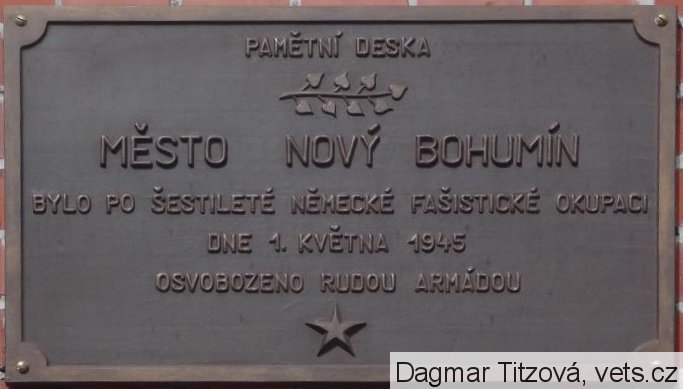 PAMĚTNÍ DESKA
MĚSTO NOVÝ BOHUMÍN
BYLO PO ŠESTILETÉ NĚMECKÉ FAŠISTICKÉ OKUPACI
DNE 1. KVĚTNA 1945
OSVOBOZENO RUDOU ARMÁDOU
Dagmar Titzová, vets.cz